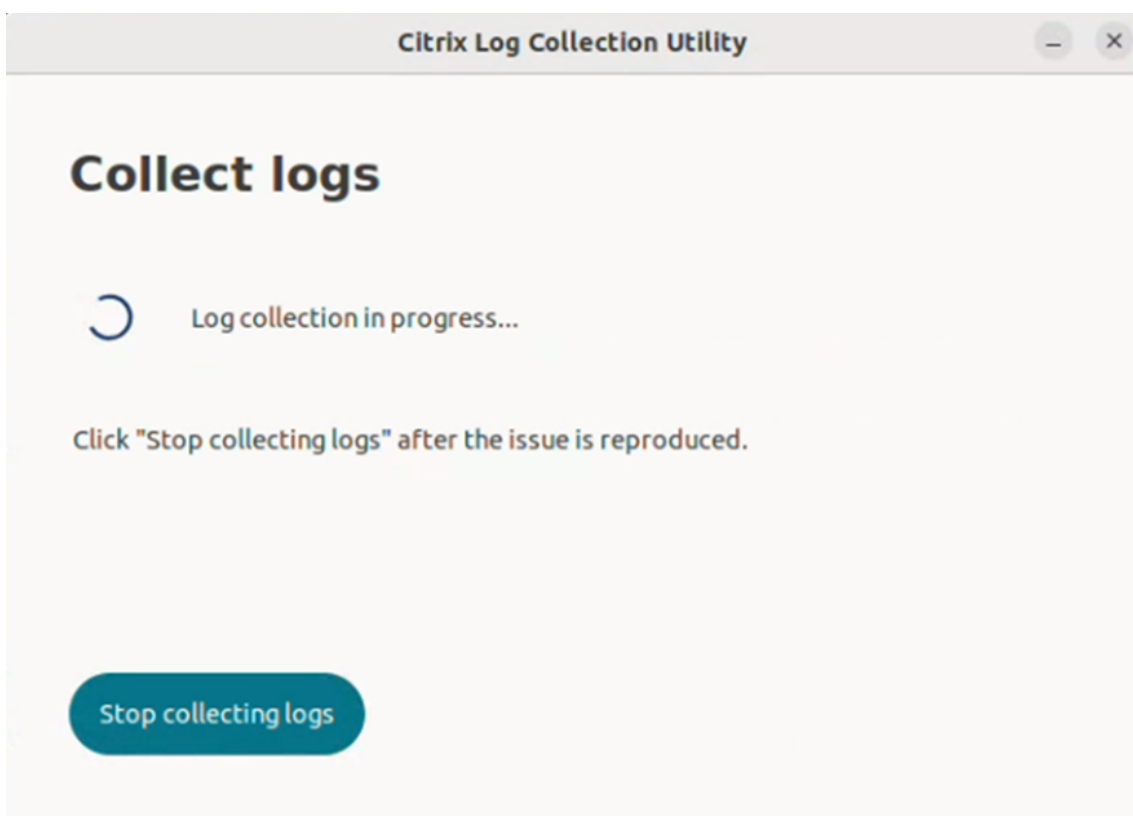 Citrix Log Collection Utility
Collect logs
Log collection in progress...
Click "Stop collecting logs" after the issue is reproduced.
Stop collecting logs